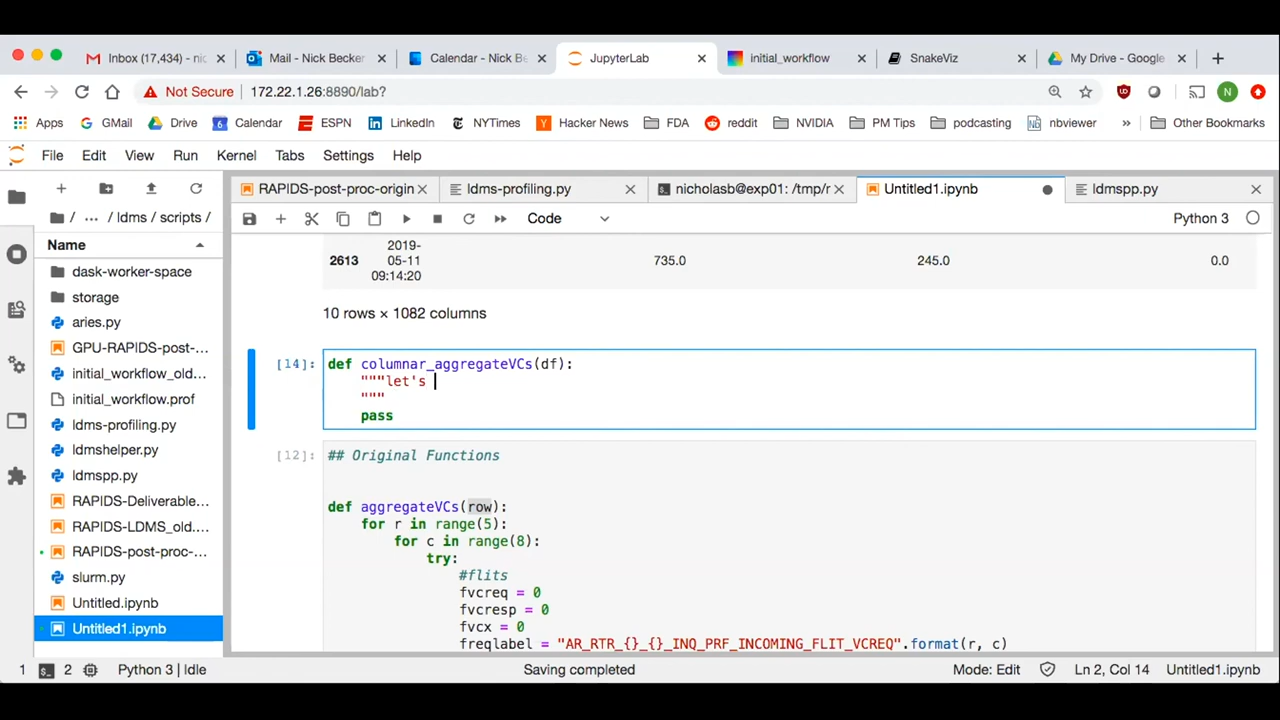 Inbox (17,434) - nic
Mail - Nick Becker
Calendar - Nick B
JupyterLab
initial_workflow
SnakeViz
My Drive - Google
Not Secure 172.22.1.26:8890/lab?
Apps GMail Drive Calendar ESPN LinkedIn NYTimes Hacker News FDA reddit NVIDIA PM Tips podcasting nbviewer » Other Bookmarks
File Edit View Run Kernel Tabs Settings Help
RAPIDS-post-proc-origin
ldms-profiling.py
nicholasb@exp01: /tmp/r
Untitled1.ipynb
ldmspp.py
/ ... / ldms / scripts /
Code
Python 3
Name
dask-worker-space
storage
aries.py
GPU-RAPIDS-post-...
initial_workflow_old...
initial_workflow.prof
ldms-profiling.py
ldmshelper.py
ldmspp.py
RAPIDS-Deliverable...
RAPIDS-LDMS_old....
RAPIDS-post-proc-...
slurm.py
Untitled.ipynb
Untitled1.ipynb
2019-
2613 05-11 735.0 245.0 0.0
09:14:20
10 rows × 1082 columns
[14]: def columnar_aggregateVCs(df):
"""let's
"""
pass
[12]: ## Original Functions
def aggregateVCs(row):
for r in range(5):
for c in range(8):
try:
#flits
fvcreq = 0
fvcresp = 0
fvcx = 0
freqlabel = "AR_RTR_{}_{}_INQ_PRF_INCOMING_FLIT_VCREQ".format(r, c)
1 2 Python 3 | Idle Saving completed Mode: Edit Ln 2, Col 14 Untitled1.ipynb